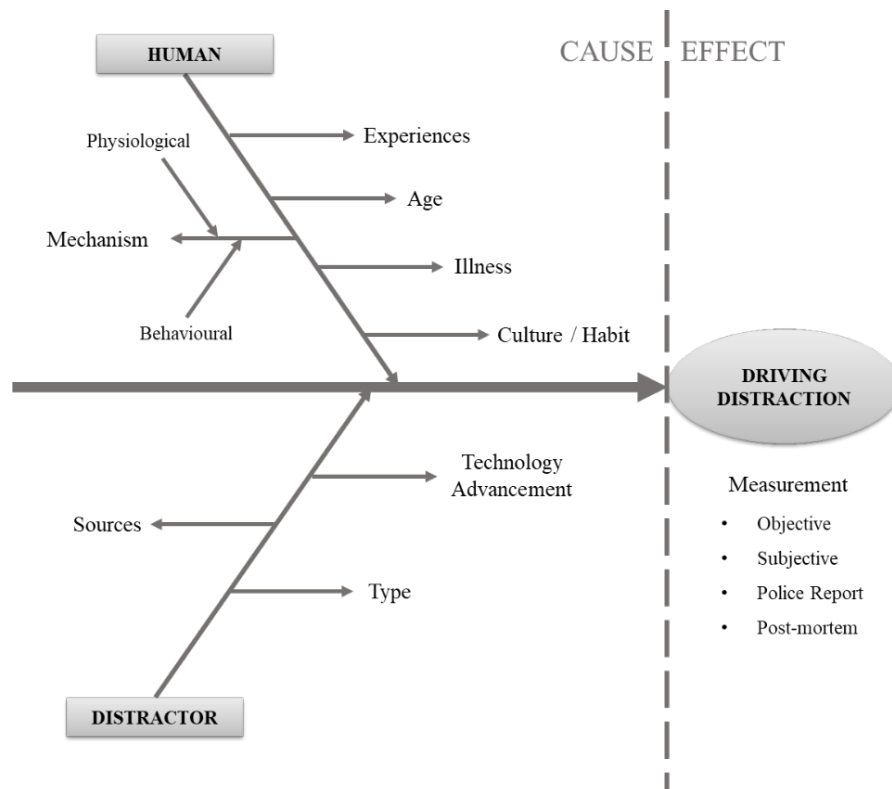 HUMAN
CAUSE
EFFECT
Experiences
Physiological
Age
Mechanism
Illness
Behavioural
Culture / Habit
DRIVING
DISTRACTION
Technology
Advancement
Measurement
Sources
• Objective
• Subjective
Type
• Police Report
• Post-mortem
DISTRACTOR